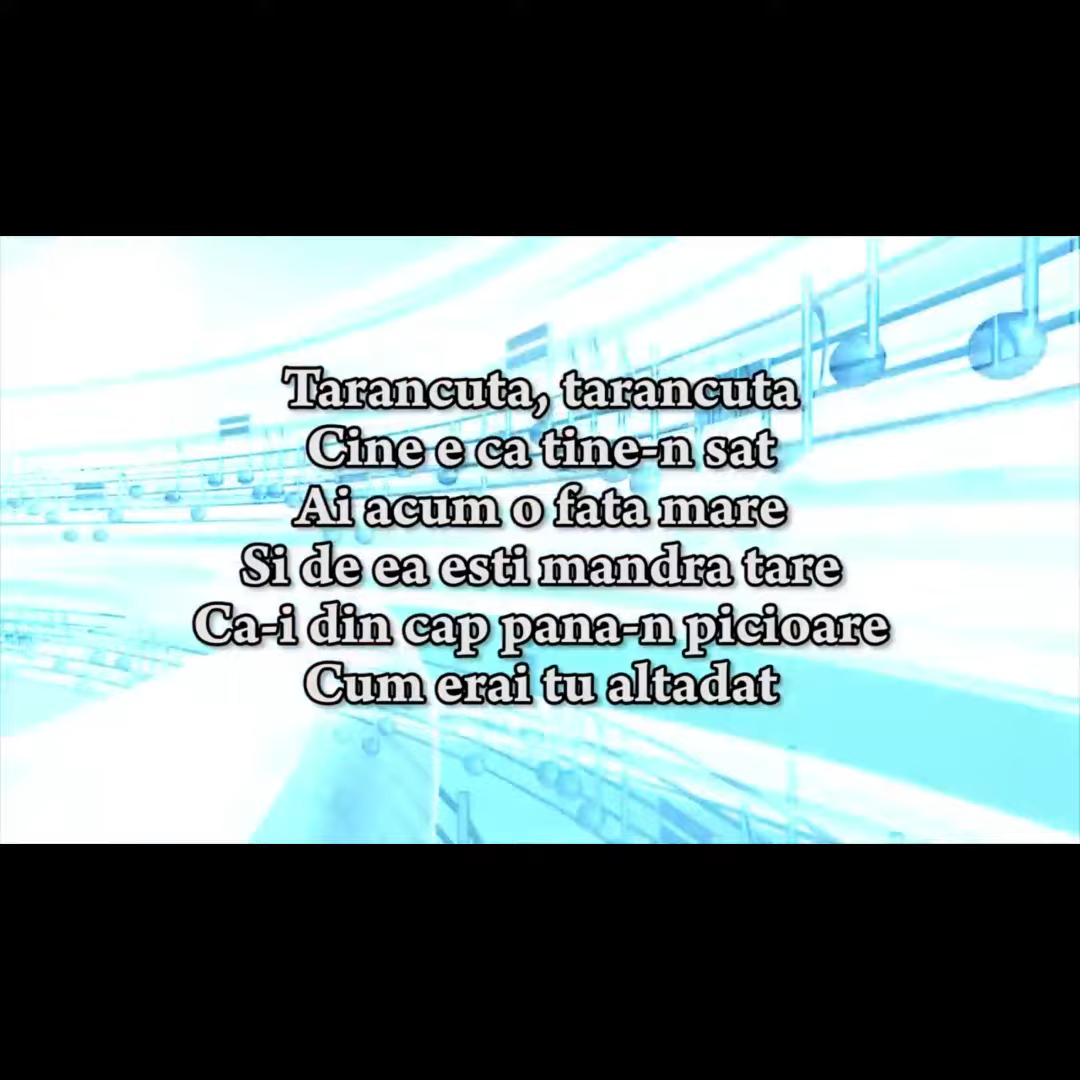 Tarancuta, tarancuta
Cine e ca tine-n sat
Ai acum o fata mare
Si de ea esti mandra tare
Ca-i din cap pana-n picioare
Cum erai tu altadat